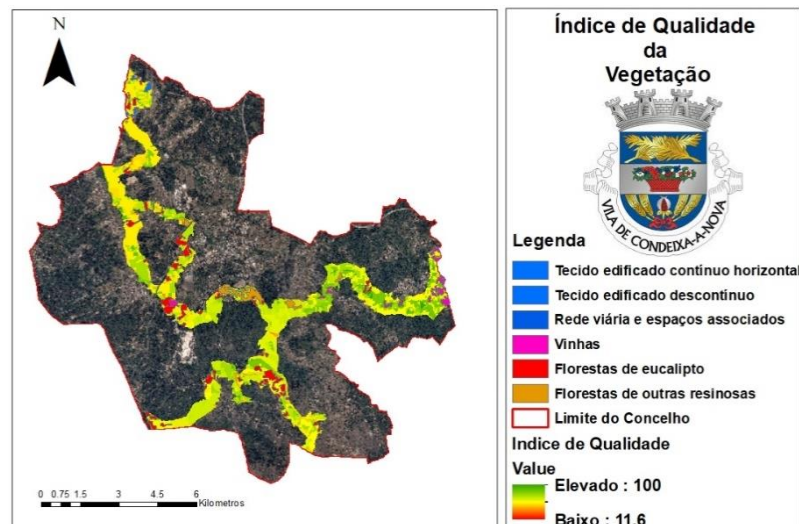 N
0 0.75 1.5 3 4.5 6
Kilometros
Índice de Qualidade
da
Vegetação
VILA DE CONDEIXA-A-NOVA
Legenda
Tecido edificado contínuo horizontal
Tecido edificado descontínuo
Rede viária e espaços associados
Vinhas
Florestas de eucalipto
Florestas de outras resinosas
Limite do Concelho
Indice de Qualidade
Value
Elevado : 100
Baixo : 11.6